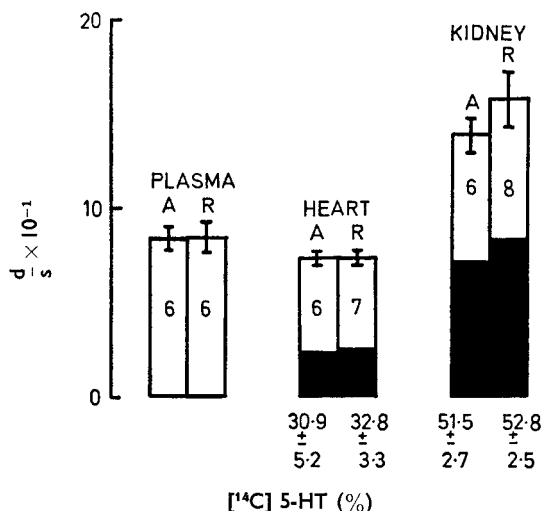 20
10
0
d/s × 10⁻¹
PLASMA
A R
6 6
HEART
A R
6 7
KIDNEY
A R
6 8
30·9 32·8 51·5 52·8
± ± ± ±
5·2 3·3 2·7 2·5
[¹⁴C] 5-HT (%)